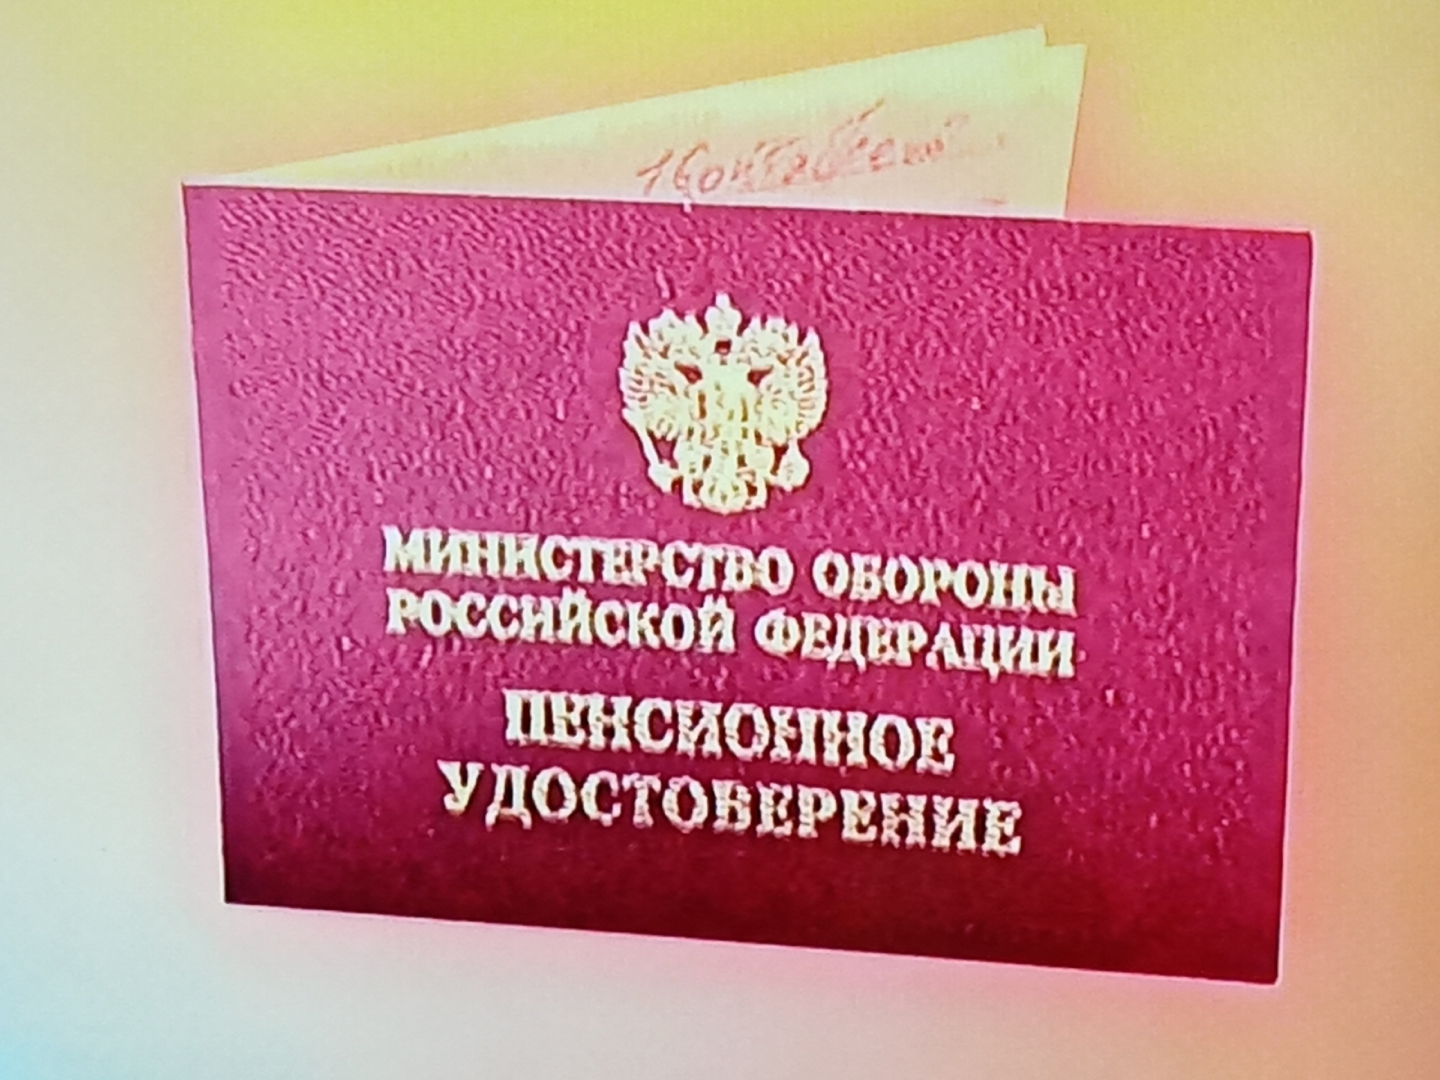 МИНИСТЕРСТВО ОБОРОНЫ
РОССИЙСКОЙ ФЕДЕРАЦИИ
ПЕНСИОННОЕ
УДОСТОВЕРЕНИЕ